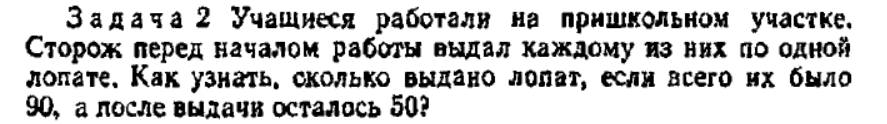 Задача 2 Учащиеся работали на пришкольном участке.
Сторож перед началом работы выдал каждому из них по одной
лопате. Как узнать, сколько выдано лопат, если всего их было
90, а после выдачи осталось 50?